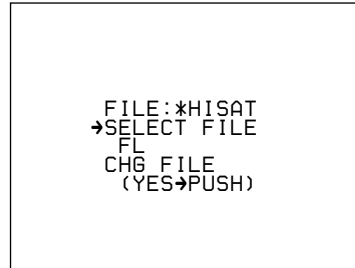 FILE:*HISAT
→SELECT FILE
FL
CHG FILE
(YES→PUSH)